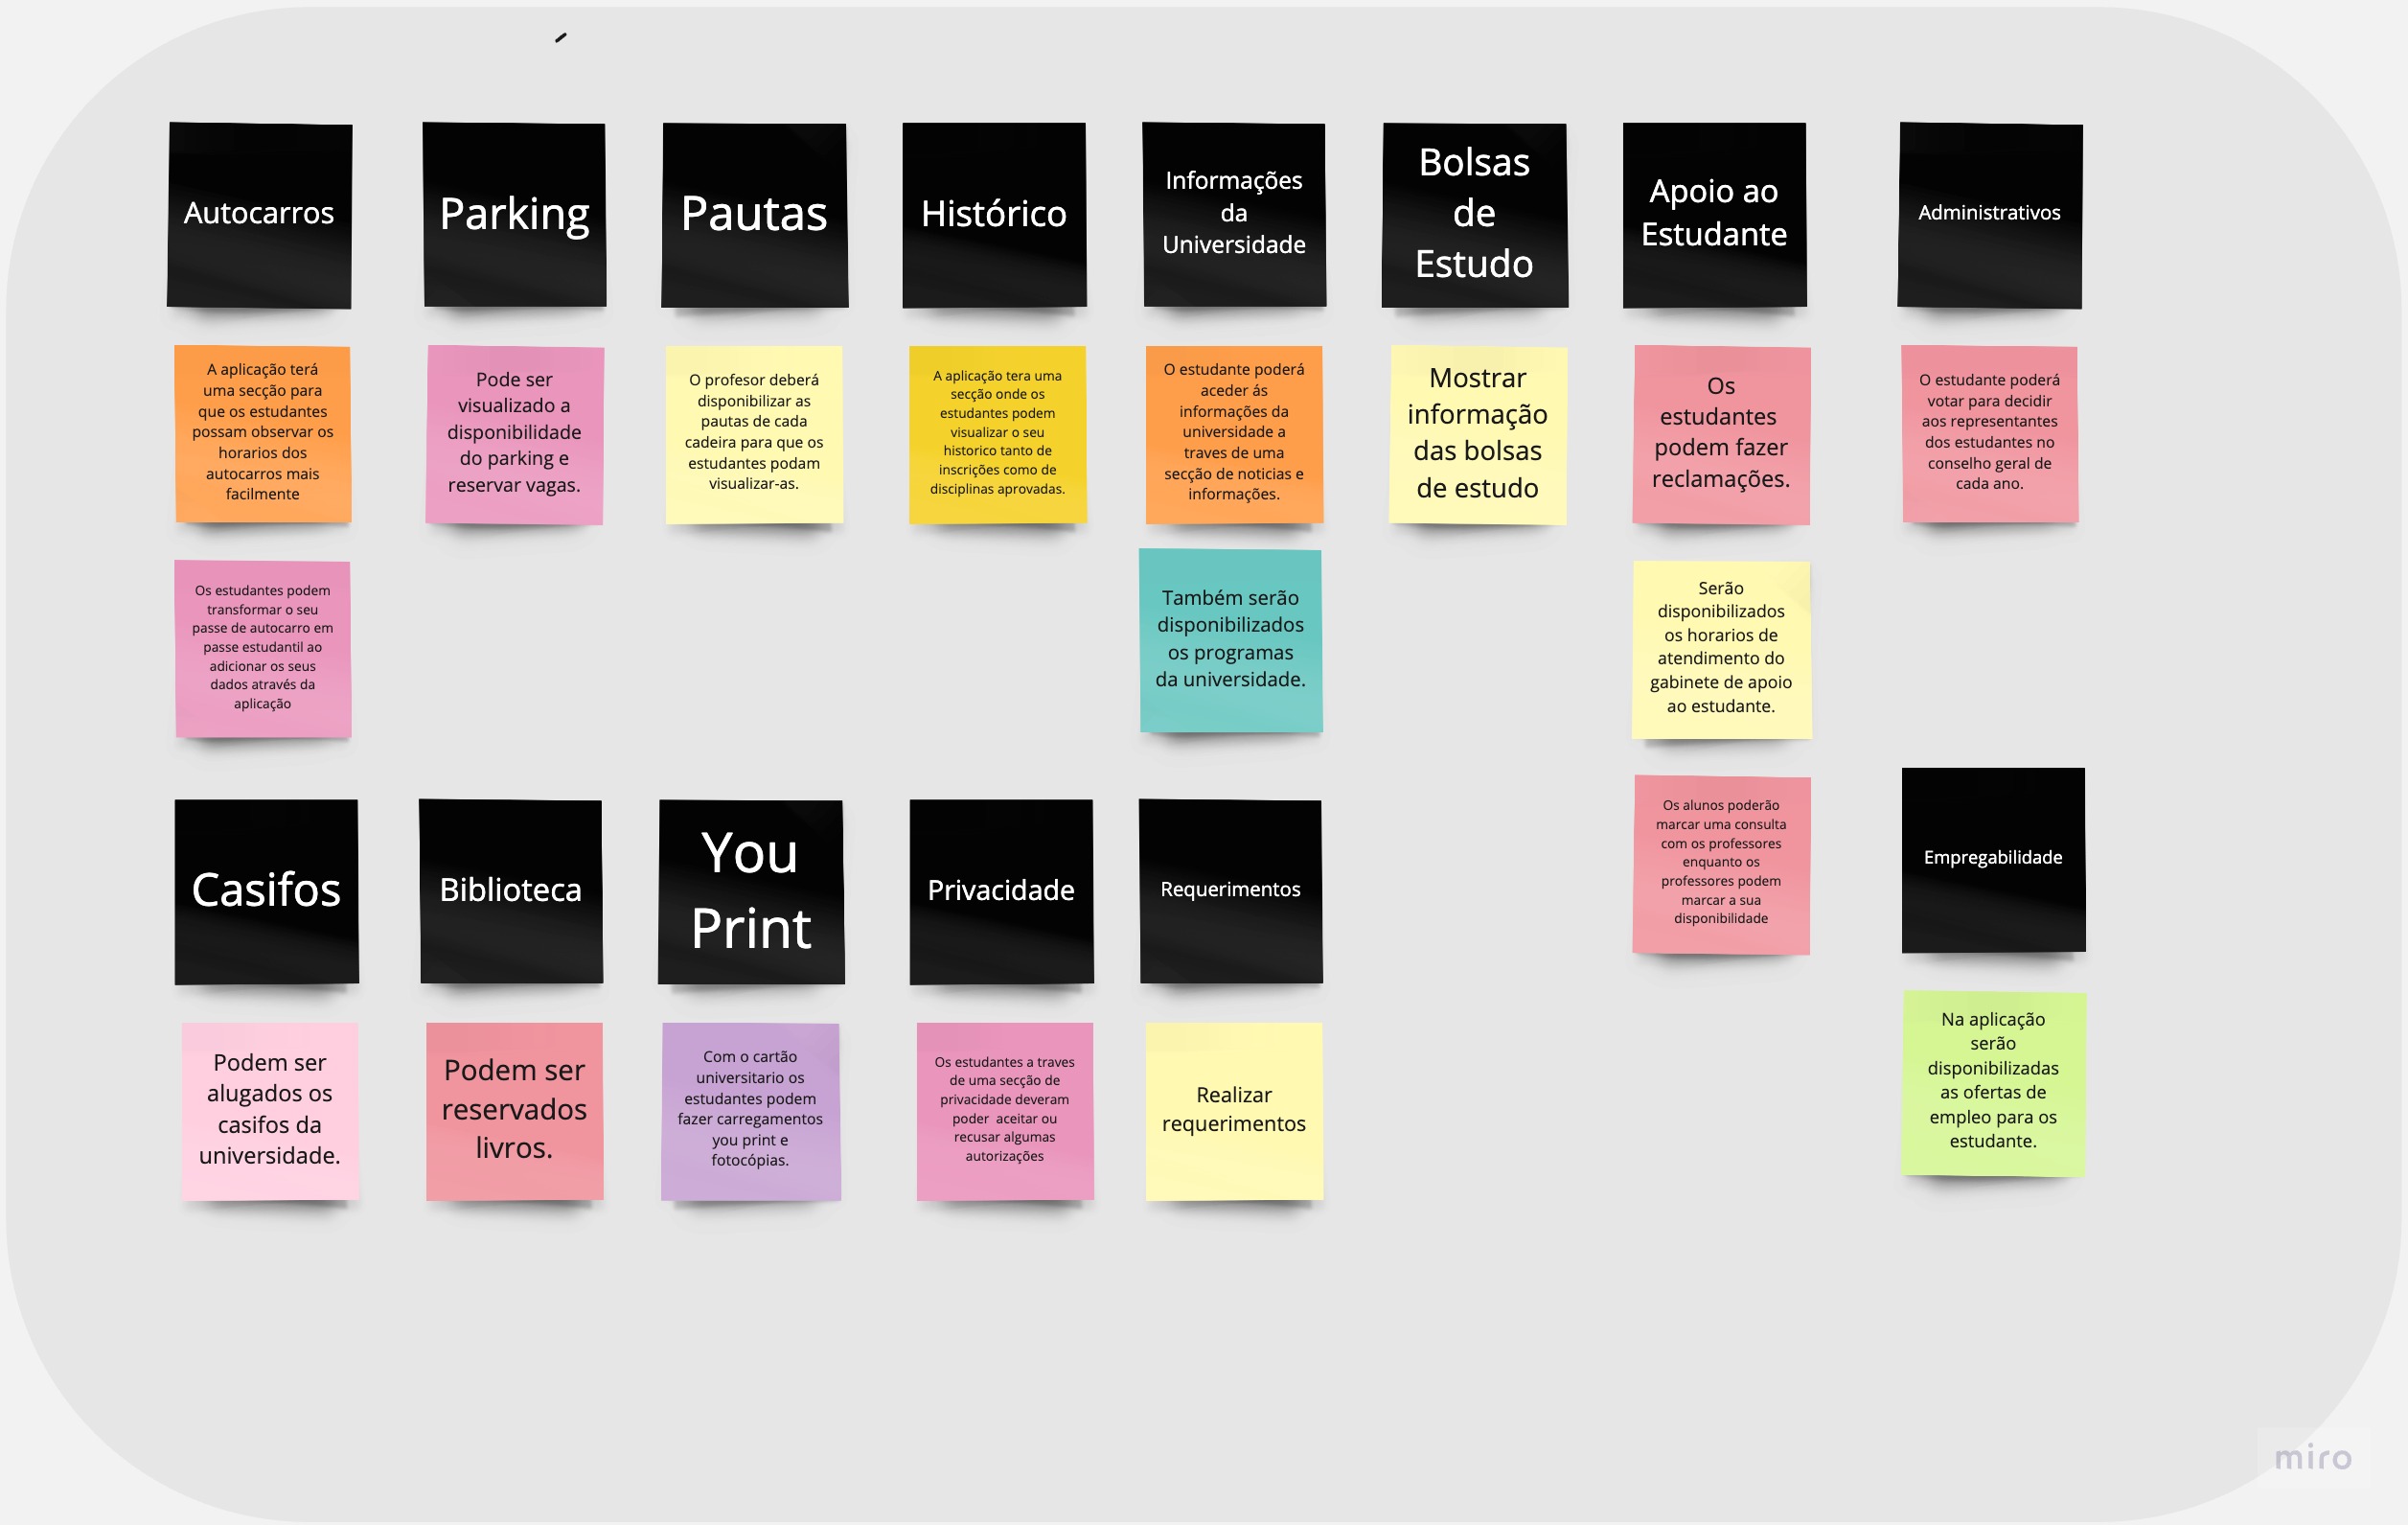 Autocarros
Parking
Pautas
Histórico
Informações
da
Universidade
Bolsas
de
Estudo
Apoio ao
Estudante
Administrativos
A aplicação terá
uma secção para
que os estudantes
possam observar os
horarios dos
autocarros mais
facilmente
Pode ser
visualizado a
disponibilidade
do parking e
reservar vagas.
O profesor deberá
disponibilizar as
pautas de cada
cadeira para que os
estudantes podam
visualizar-as.
A aplicação tera uma
secção onde os
estudantes podem
visualizar o seu
historico tanto de
inscrições como de
disciplinas aprovadas.
O estudante poderá
aceder ás
informações da
universidade a
traves de uma
secção de noticias e
informações.
Mostrar
informação
das bolsas
de estudo
Os
estudantes
podem fazer
reclamações.
O estudante poderá
votar para decidir
aos representantes
dos estudantes no
conselho geral de
cada ano.
Os estudantes podem
transformar o seu
passe de autocarro em
passe estudantil ao
adicionar os seus
dados através da
aplicação
Também serão
disponibilizados
os programas
da universidade.
Serão
disponibilizados
os horarios de
atendimento do
gabinete de apoio
ao estudante.
Os alunos poderão
marcar uma consulta
com os professores
enquanto os
professores podem
marcar a sua
disponibilidade
Casifos
Biblioteca
You
Print
Privacidade
Requerimentos
Empregabilidade
Podem ser
alugados os
casifos da
universidade.
Podem ser
reservados
livros.
Com o cartão
universitario os
estudantes podem
fazer carregamentos
you print e
fotocópias.
Os estudantes a traves
de uma secção de
privacidade deveram
poder aceitar ou
recusar algumas
autorizações
Realizar
requerimentos
Na aplicação
serão
disponibilizadas
as ofertas de
empleo para os
estudante.
miro